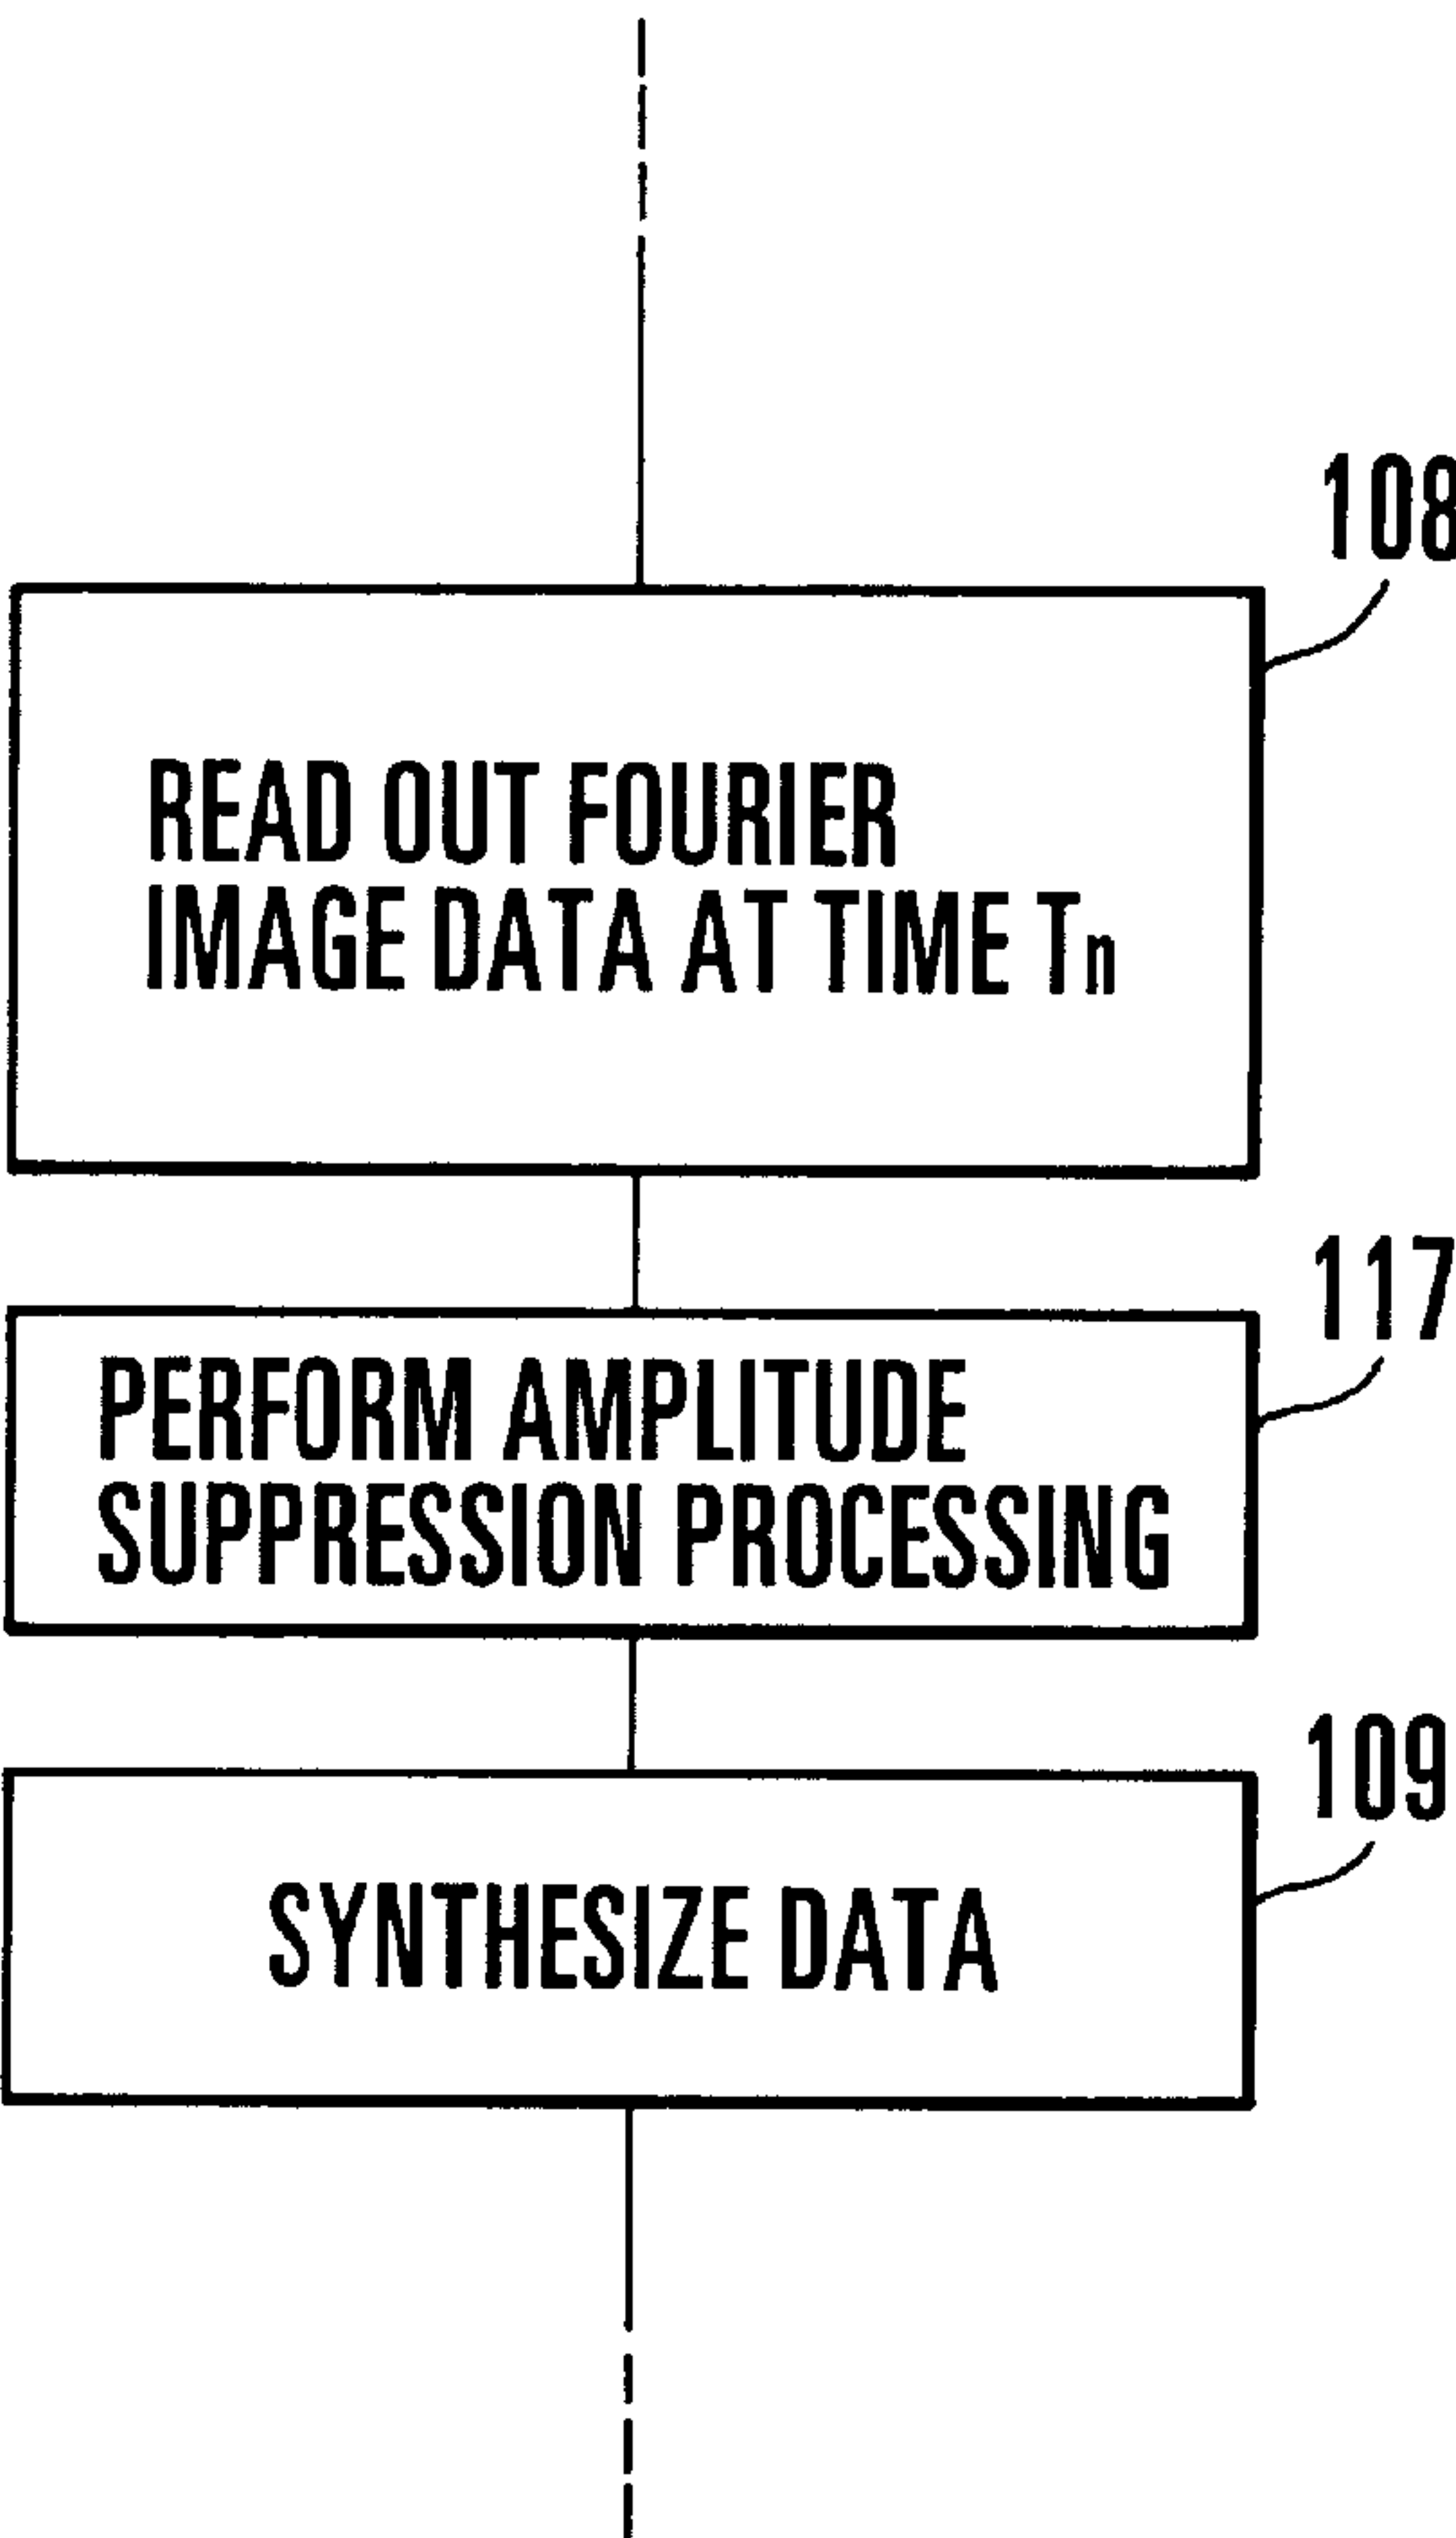 108
READ OUT FOURIER
IMAGE DATA AT TIME Tn
117
PERFORM AMPLITUDE
SUPPRESSION PROCESSING
109
SYNTHESIZE DATA